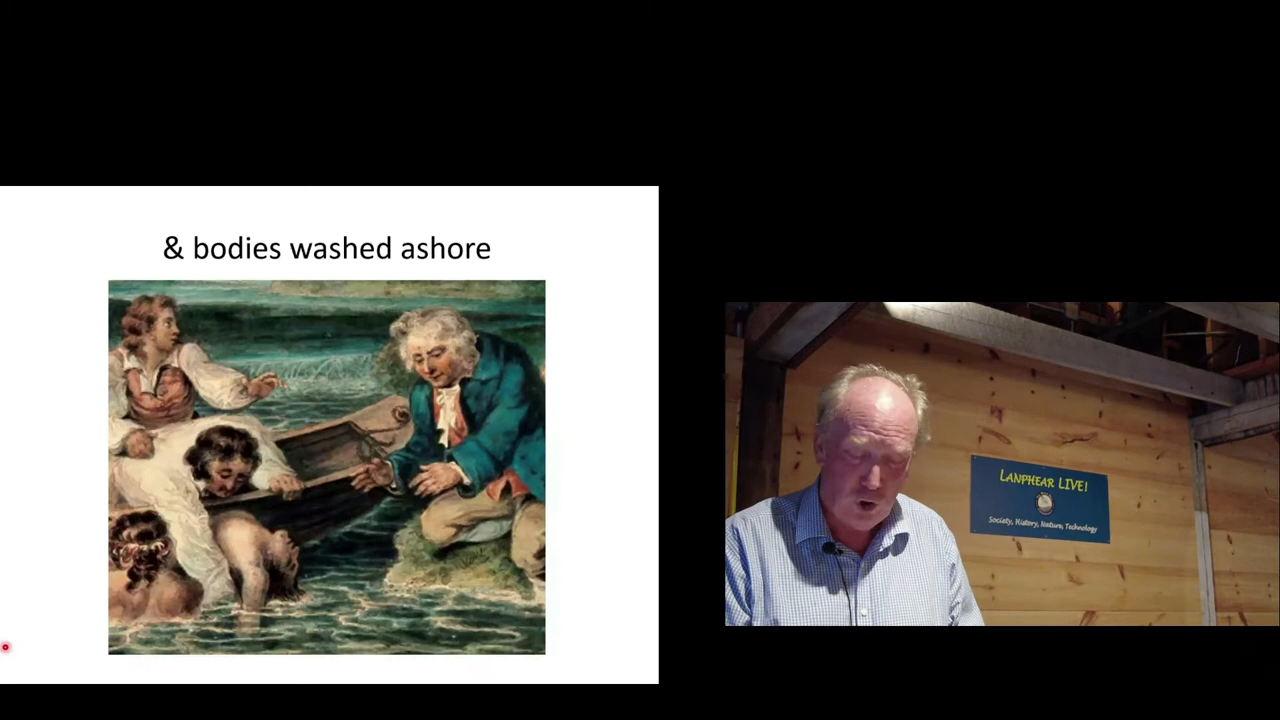 & bodies washed ashore
LANPHEAR LIVE!
Society, History, Nature, Technology